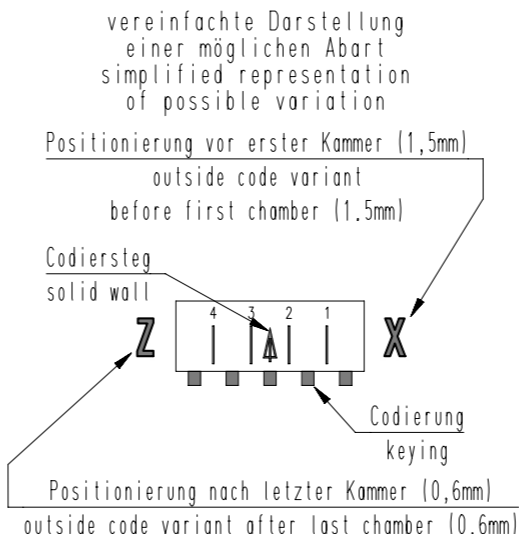 vereinfachte Darstellung
einer möglichen Abart
simplified representation
of possible variation
Positionierung vor erster Kammer (1,5mm)
outside code variant
before first chamber (1.5mm)
Codiersteg
solid wall
4 3 2 1
Z X
Codierung
keying
Positionierung nach letzter Kammer (0,6mm)
outside code variant after last chamber (0.6mm)